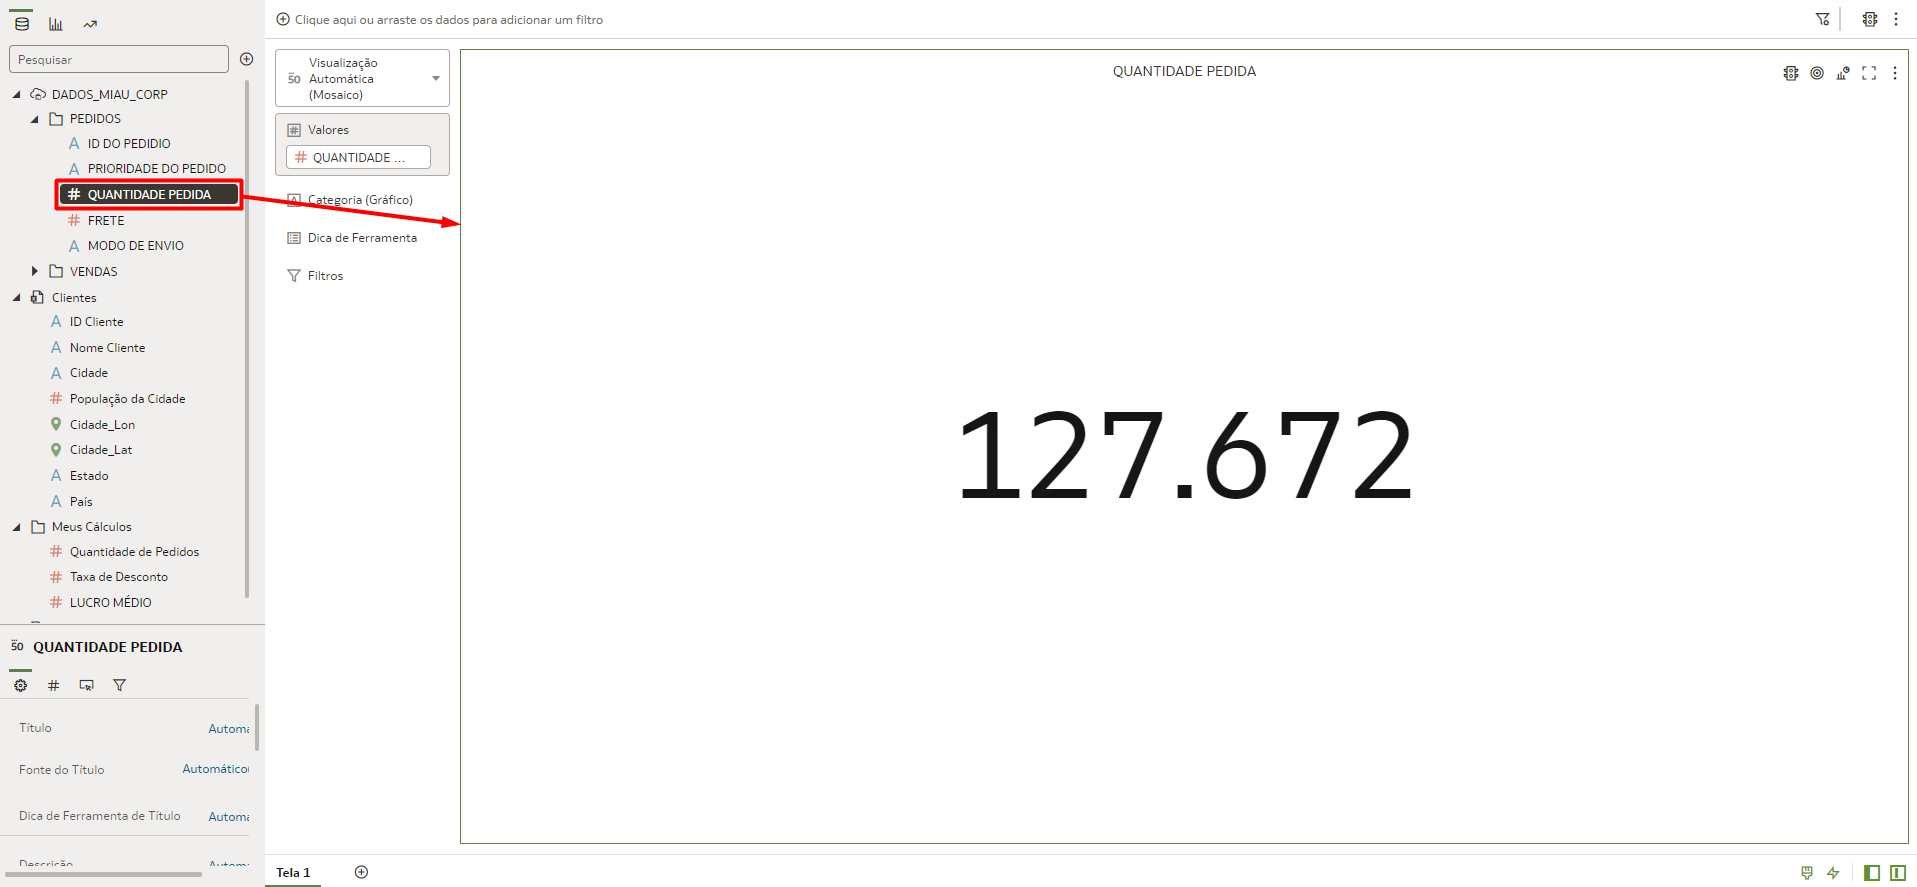 Clique aqui ou arraste os dados para adicionar um filtro
Pesquisar
DADOS_MIAU_CORP
PEDIDOS
A ID DO PEDIDIO
A PRIORIDADE DO PEDIDO
# QUANTIDADE PEDIDA
# FRETE
A MODO DE ENVIO
VENDAS
Clientes
A ID Cliente
A Nome Cliente
A Cidade
# População da Cidade
Cidade_Lon
Cidade_Lat
A Estado
A País
Meus Cálculos
# Quantidade de Pedidos
# Taxa de Desconto
# LUCRO MÉDIO
50 QUANTIDADE PEDIDA
#
Título Automá
Fonte do Título Automático
Dica de Ferramenta de Título Automá
Descrição Automá
50 Visualização
Automática
(Mosaico)
# Valores
# QUANTIDADE ...
A Categoria (Gráfico)
Dica de Ferramenta
Filtros
QUANTIDADE PEDIDA
127.672
Tela 1